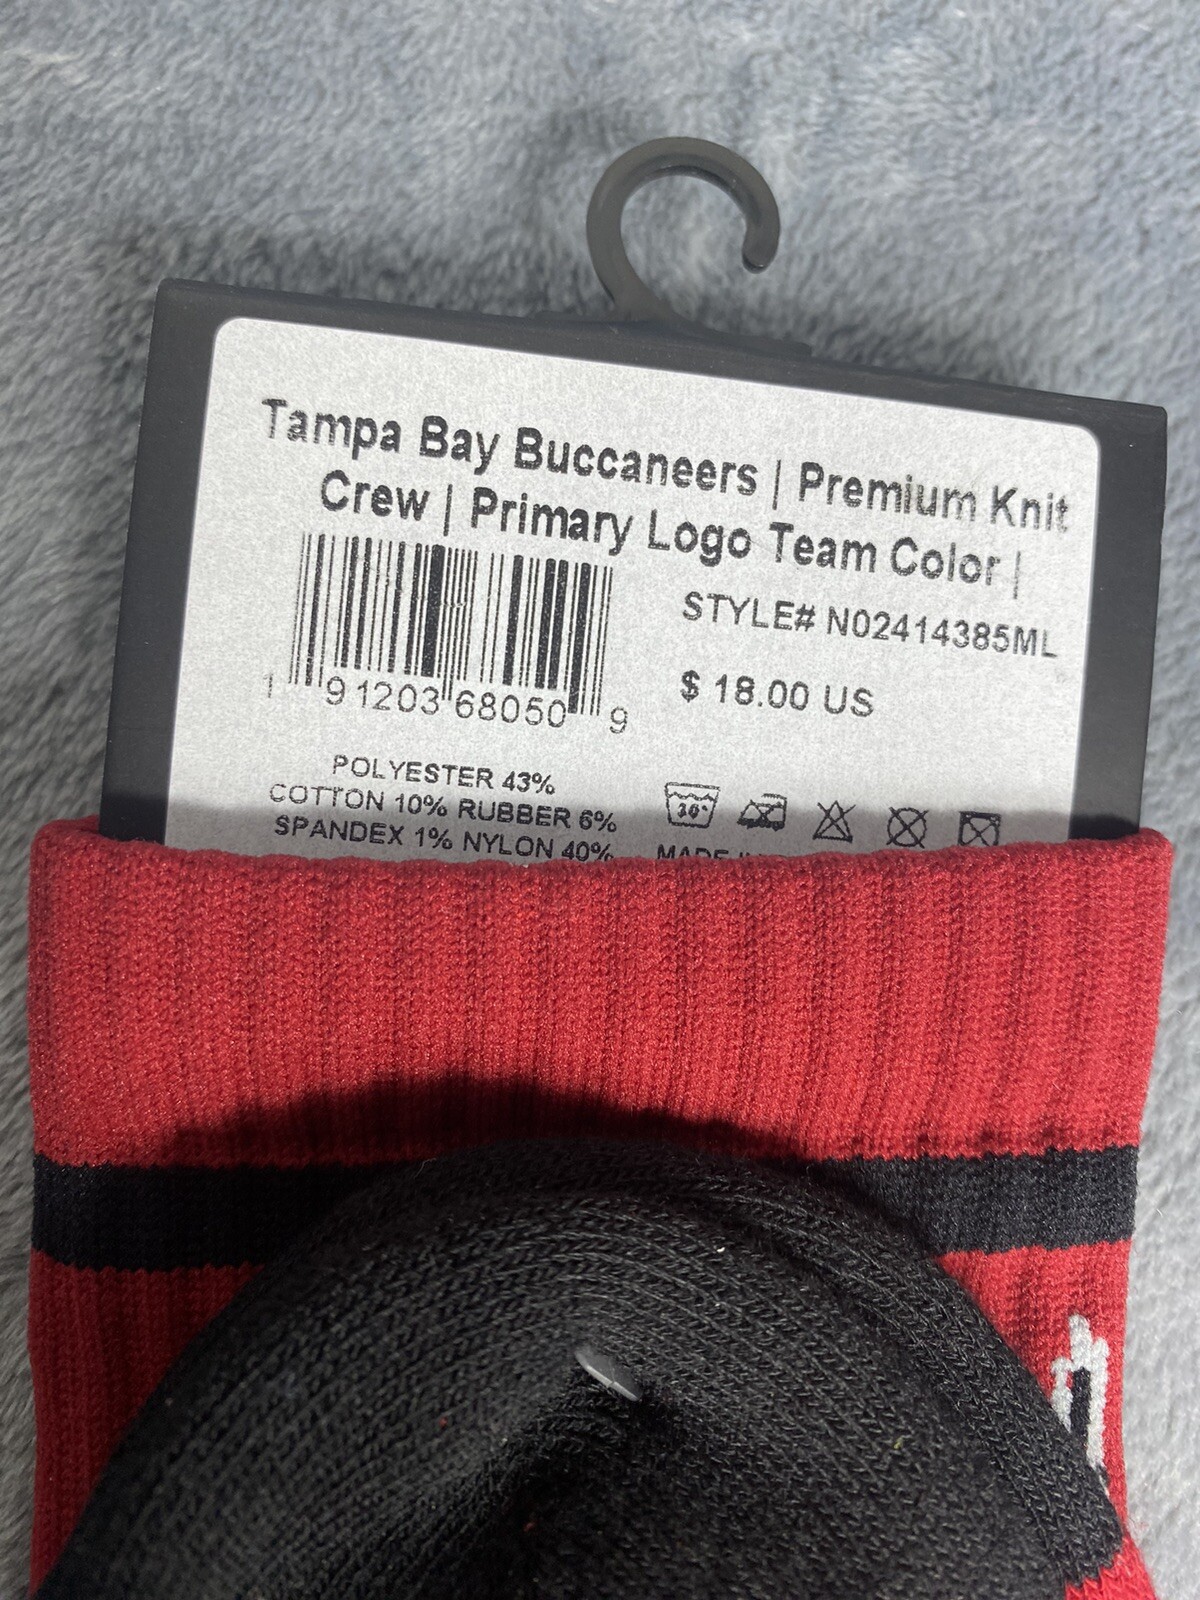 Tampa Bay Buccaneers | Premium Knit
Crew | Primary Logo Team Color |
STYLE# N02414385ML
$ 18.00 US
1 91203 68050 9
POLYESTER 43%
COTTON 10% RUBBER 6%
SPANDEX 1% NYLON 40%
30°
MADE